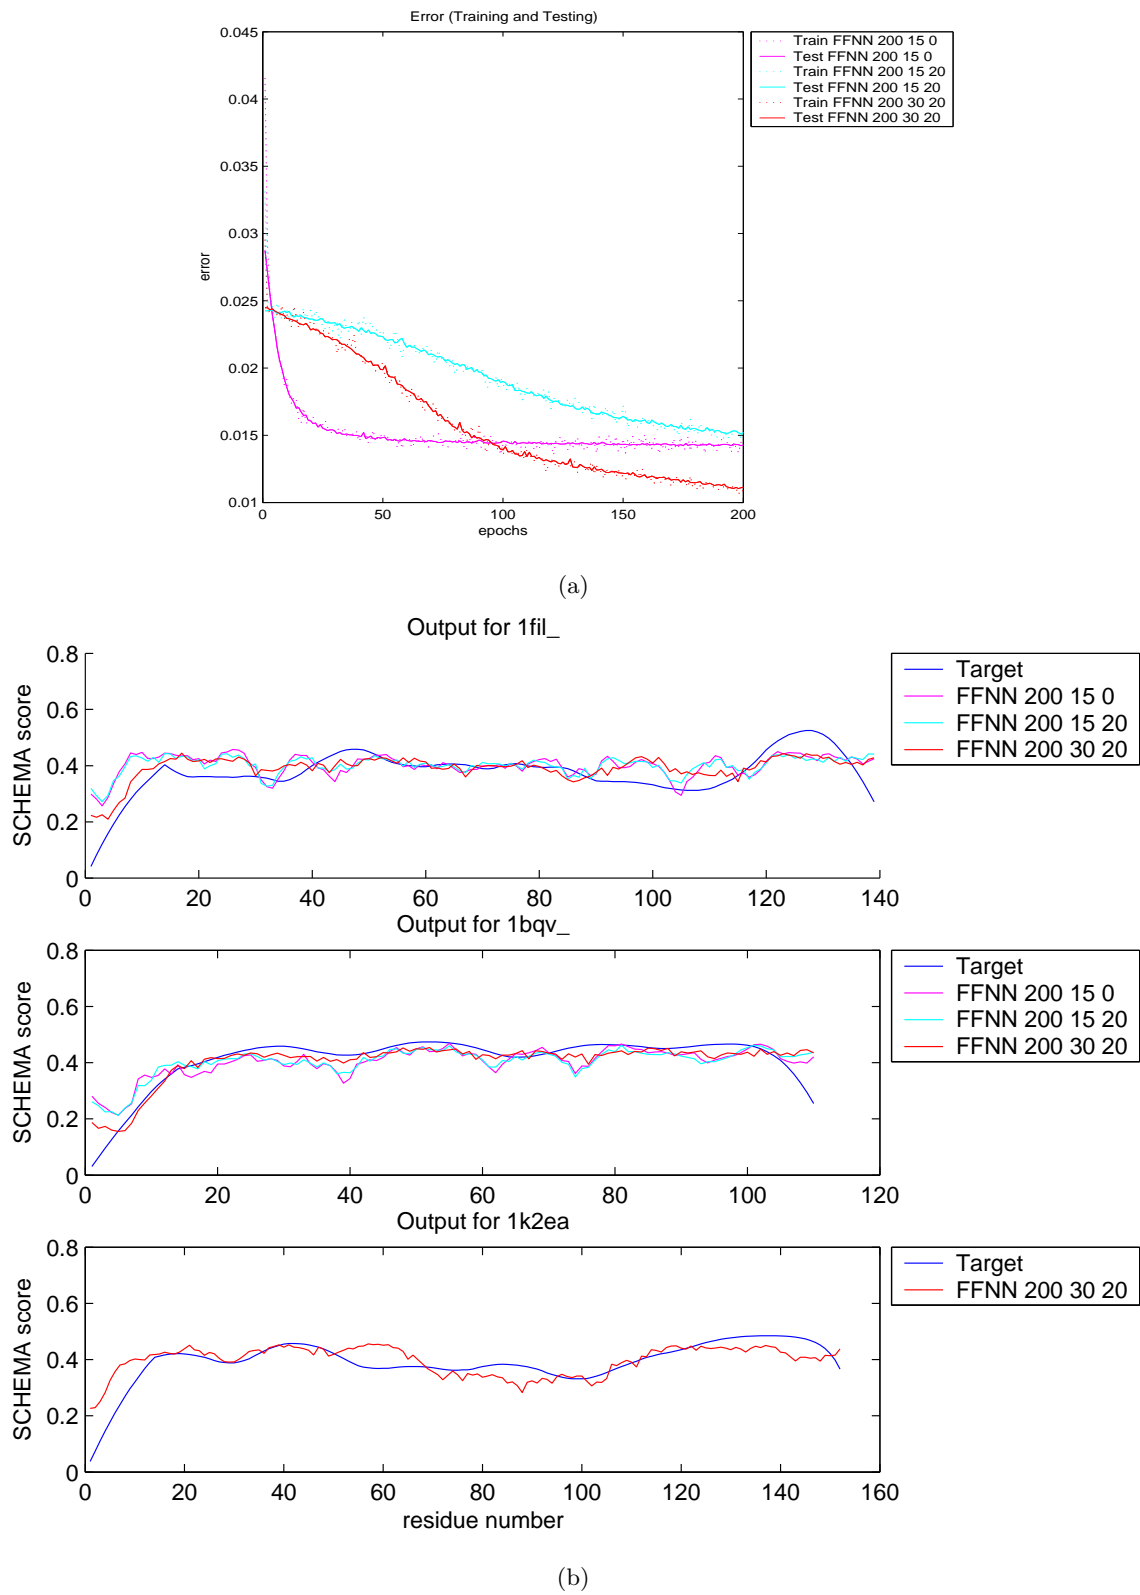 Error (Training and Testing)
0.045
0.04
0.035
0.03
0.025
0.02
0.015
0.01
error
0 50 100 150 200
epochs
Train FFNN 200 15 0
Test FFNN 200 15 0
Train FFNN 200 15 20
Test FFNN 200 15 20
Train FFNN 200 30 20
Test FFNN 200 30 20
(a)
Output for 1fil_
0.8
0.6
0.4
0.2
0
SCHEMA score
0 20 40 60 80 100 120 140
Target
FFNN 200 15 0
FFNN 200 15 20
FFNN 200 30 20
Output for 1bqv_
0.8
0.6
0.4
0.2
0
SCHEMA score
0 20 40 60 80 100 120
Target
FFNN 200 15 0
FFNN 200 15 20
FFNN 200 30 20
Output for 1k2ea
0.8
0.6
0.4
0.2
0
SCHEMA score
0 20 40 60 80 100 120 140 160
residue number
Target
FFNN 200 30 20
(b)